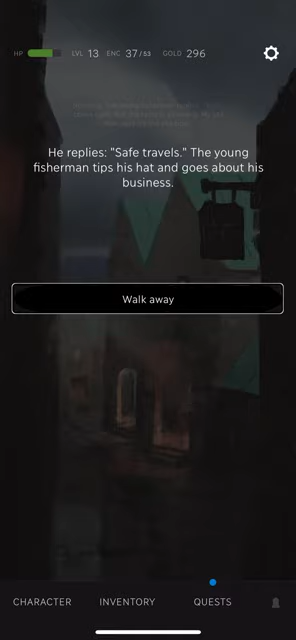 HP LVL 13 ENC 37/53 GOLD 296
He replies: "Safe travels." The young
fisherman tips his hat and goes about his
business.
Walk away
CHARACTER INVENTORY QUESTS